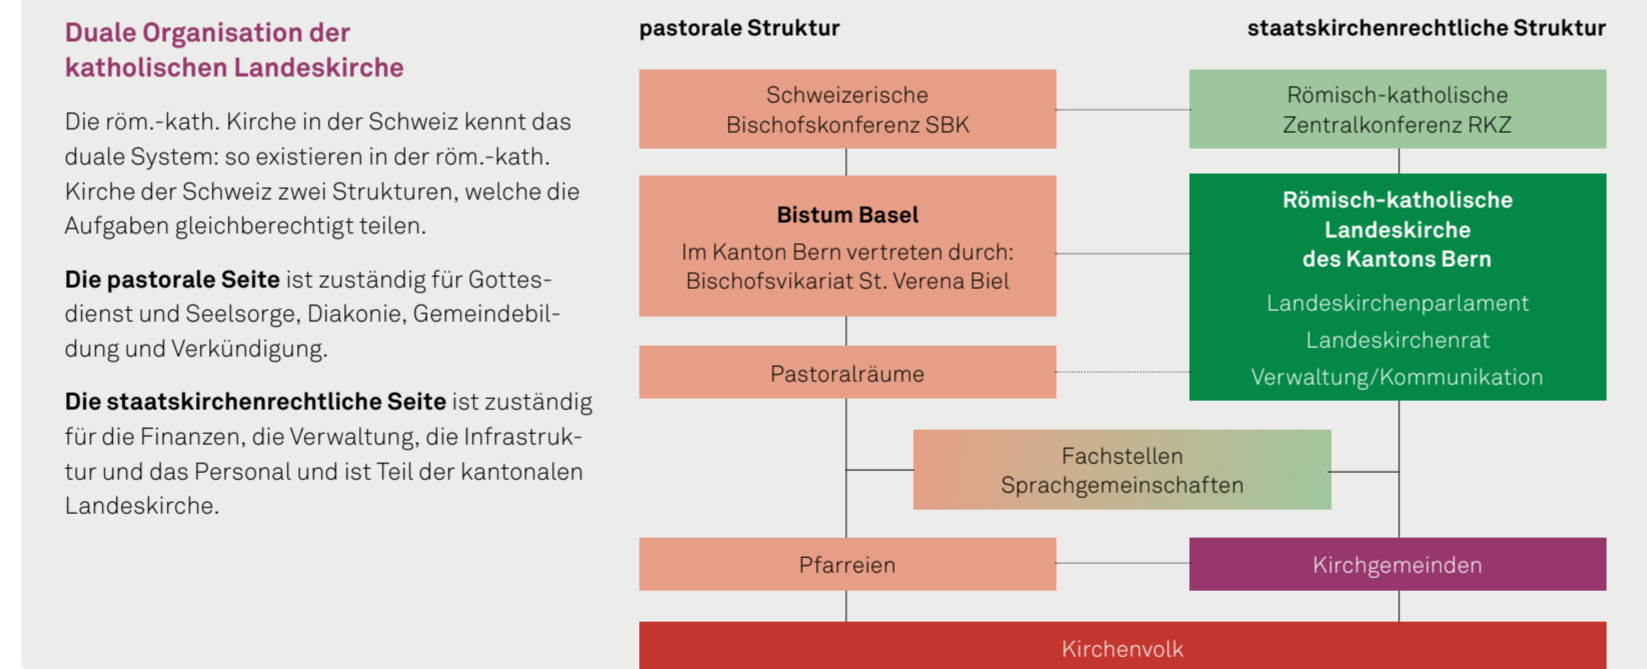 Duale Organisation der
katholischen Landeskirche
Die röm.-kath. Kirche in der Schweiz kennt das
duale System: so existieren in der röm.-kath.
Kirche der Schweiz zwei Strukturen, welche die
Aufgaben gleichberechtigt teilen.
Die pastorale Seite ist zuständig für Gottes-
dienst und Seelsorge, Diakonie, Gemeindebil-
dung und Verkündigung.
Die staatskirchenrechtliche Seite ist zuständig
für die Finanzen, die Verwaltung, die Infrastruk-
tur und das Personal und ist Teil der kantonalen
Landeskirche.
pastorale Struktur
staatskirchenrechtliche Struktur
Schweizerische
Bischofskonferenz SBK
Römisch-katholische
Zentralkonferenz RKZ
Bistum Basel
Im Kanton Bern vertreten durch:
Bischofsvikariat St. Verena Biel
Römisch-katholische
Landeskirche
des Kantons Bern
Landeskirchenparlament
Landeskirchenrat
Verwaltung/Kommunikation
Pastoralräume
Fachstellen
Sprachgemeinschaften
Pfarreien
Kirchgemeinden
Kirchenvolk